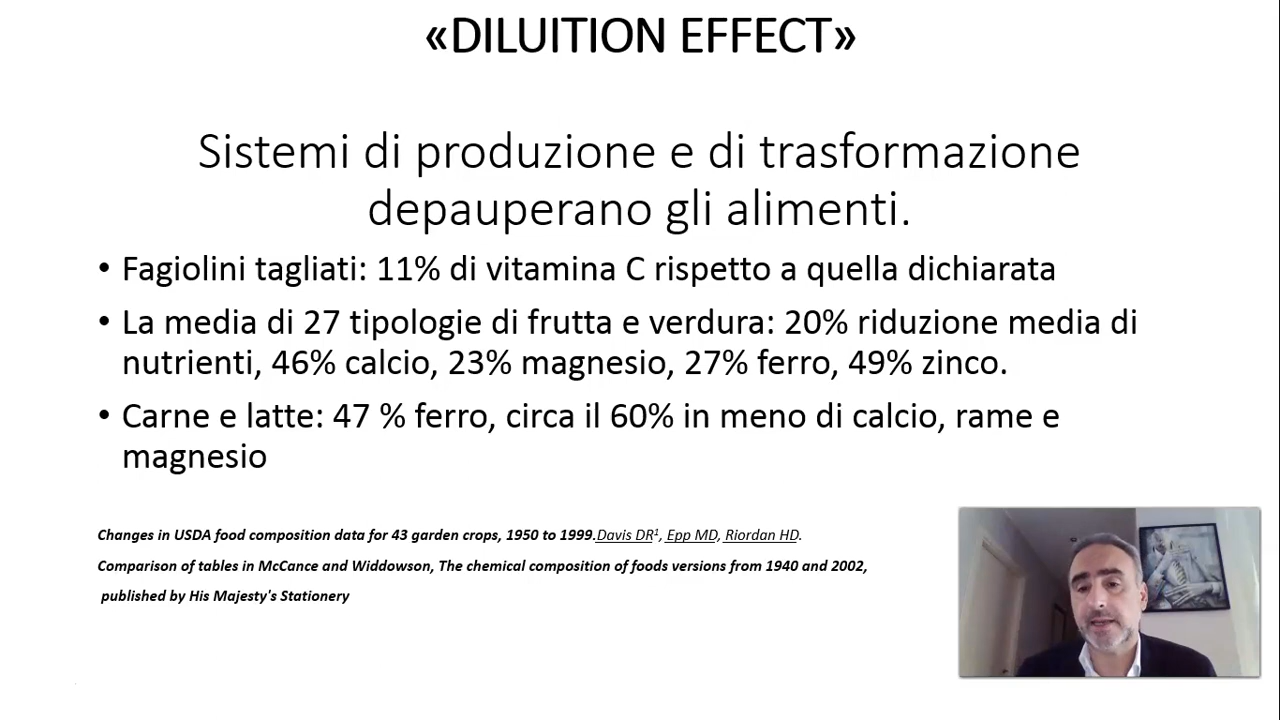 «DILUITION EFFECT»
Sistemi di produzione e di trasformazione
depauperano gli alimenti.
• Fagiolini tagliati: 11% di vitamina C rispetto a quella dichiarata
• La media di 27 tipologie di frutta e verdura: 20% riduzione media di
nutrienti, 46% calcio, 23% magnesio, 27% ferro, 49% zinco.
• Carne e latte: 47 % ferro, circa il 60% in meno di calcio, rame e
magnesio
Changes in USDA food composition data for 43 garden crops, 1950 to 1999.Davis DR¹, Epp MD, Riordan HD.
Comparison of tables in McCance and Widdowson, The chemical composition of foods versions from 1940 and 2002,
published by His Majesty's Stationery